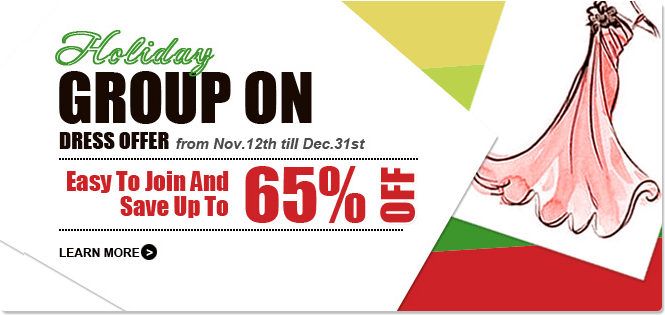 Holiday
GROUP ON
DRESS OFFER from Nov.12th till Dec.31st
Easy To Join And
Save Up To
65% OFF
LEARN MORE >